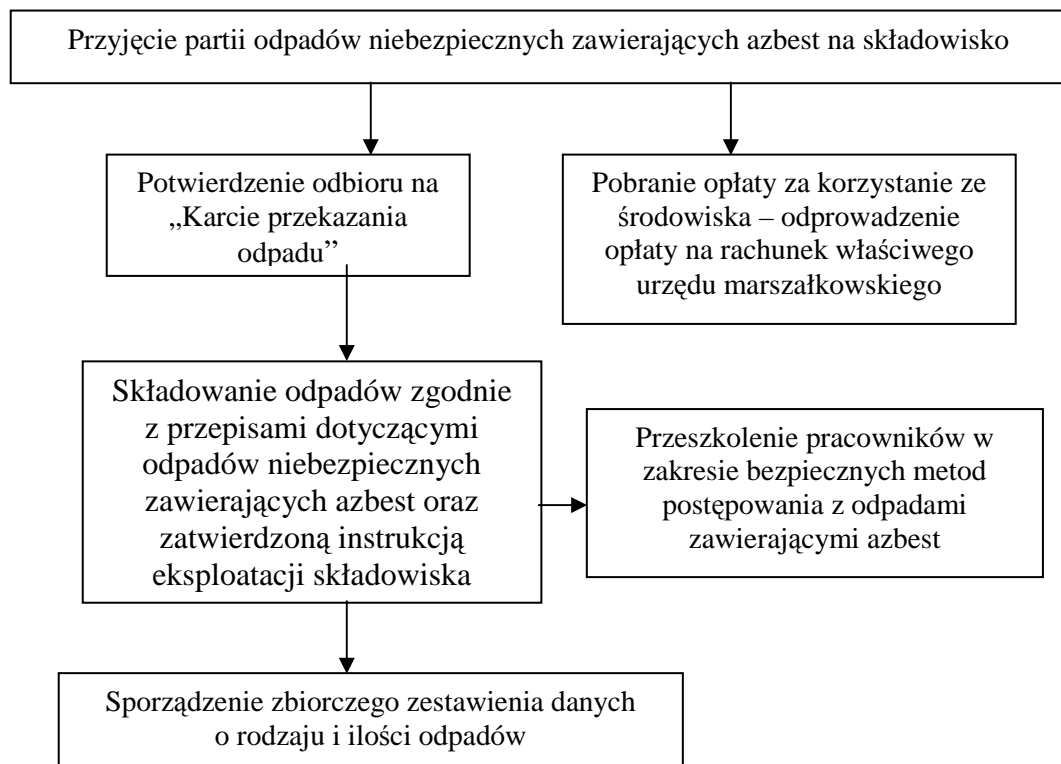 Przyjęcie partii odpadów niebezpiecznych zawierających azbest na składowisko
Potwierdzenie odbioru na
„Karcie przekazania
odpadu”
Pobranie opłaty za korzystanie ze
środowiska – odprowadzenie
opłaty na rachunek właściwego
urzędu marszałkowskiego
Składowanie odpadów zgodnie
z przepisami dotyczącymi
odpadów niebezpiecznych
zawierających azbest oraz
zatwierdzoną instrukcją
eksploatacji składowiska
Przeszkolenie pracowników w
zakresie bezpiecznych metod
postępowania z odpadami
zawierającymi azbest
Sporządzenie zbiorczego zestawienia danych
o rodzaju i ilości odpadów